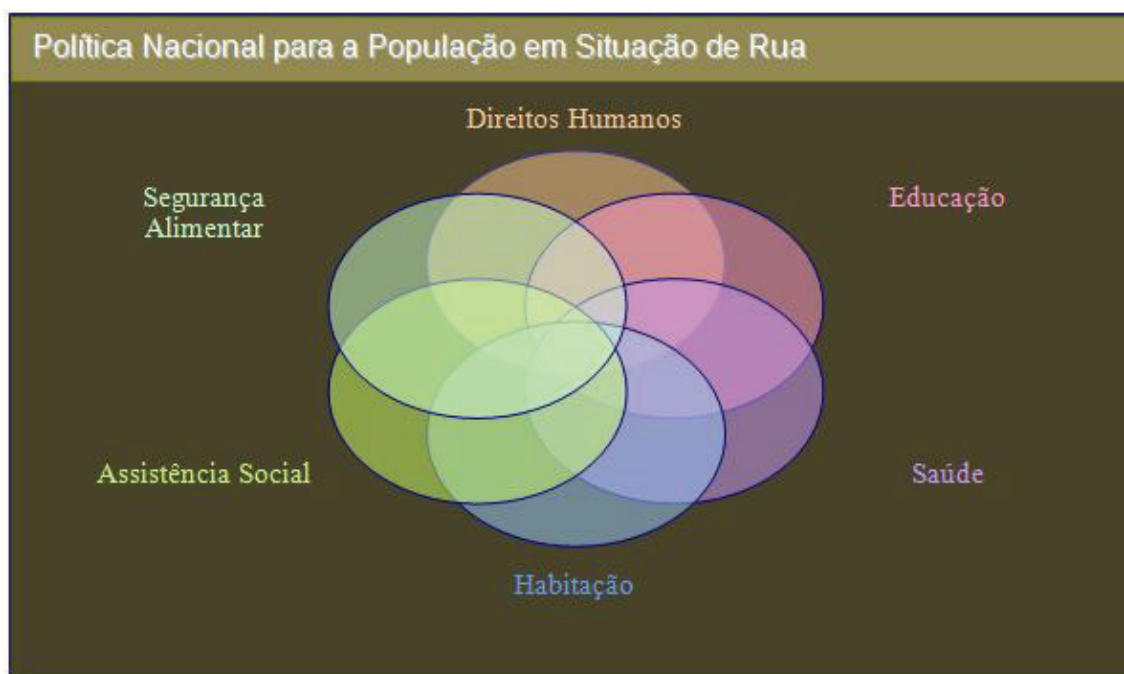 Política Nacional para a População em Situação de Rua
Direitos Humanos
Segurança
Alimentar
Educação
Assistência Social
Saúde
Habitação